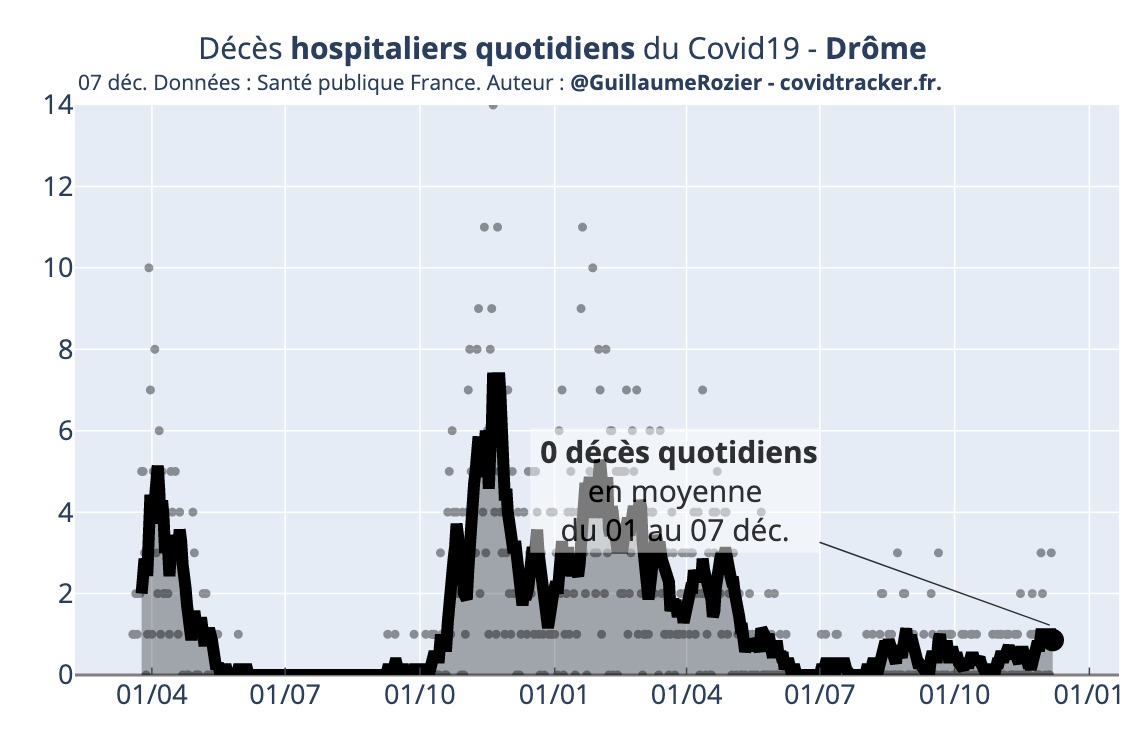 Décès hospitaliers quotidiens du Covid19 - Drôme
07 déc. Données : Santé publique France. Auteur : @GuillaumeRozier - covidtracker.fr.
14
12
10
8
6
4
2
0
0 décès quotidiens
en moyenne
du 01 au 07 déc.
01/04 01/07 01/10 01/01 01/04 01/07 01/10 01/01